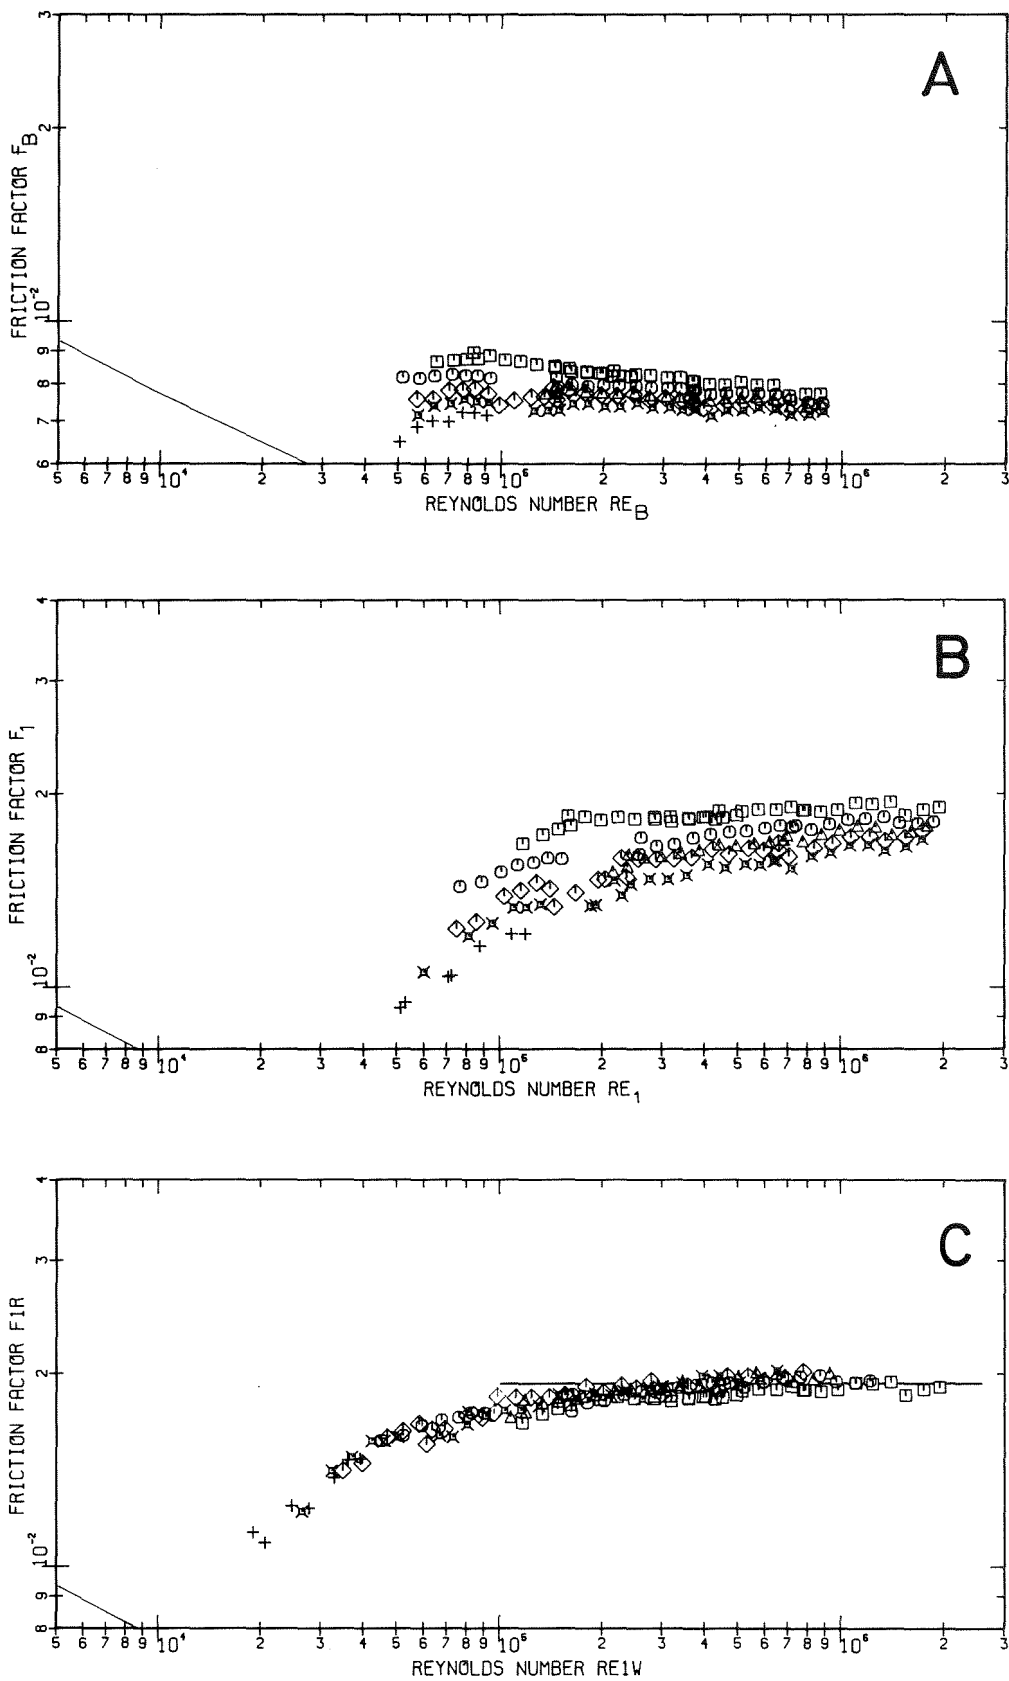 3
A
2
FRICTION FACTOR F_B
10^-2
9
8
7
6
5 6 7 8 9 10^4 2 3 4 5 6 7 8 9 10^5 2 3 4 5 6 7 8 9 10^6 2 3
REYNOLDS NUMBER RE_B
4
B
3
2
FRICTION FACTOR F_1
10^-2
9
8
5 6 7 8 9 10^4 2 3 4 5 6 7 8 9 10^5 2 3 4 5 6 7 8 9 10^6 2 3
REYNOLDS NUMBER RE_1
4
C
3
2
FRICTION FACTOR F1R
10^-2
9
8
5 6 7 8 9 10^4 2 3 4 5 6 7 8 9 10^5 2 3 4 5 6 7 8 9 10^6 2 3
REYNOLDS NUMBER RE1W